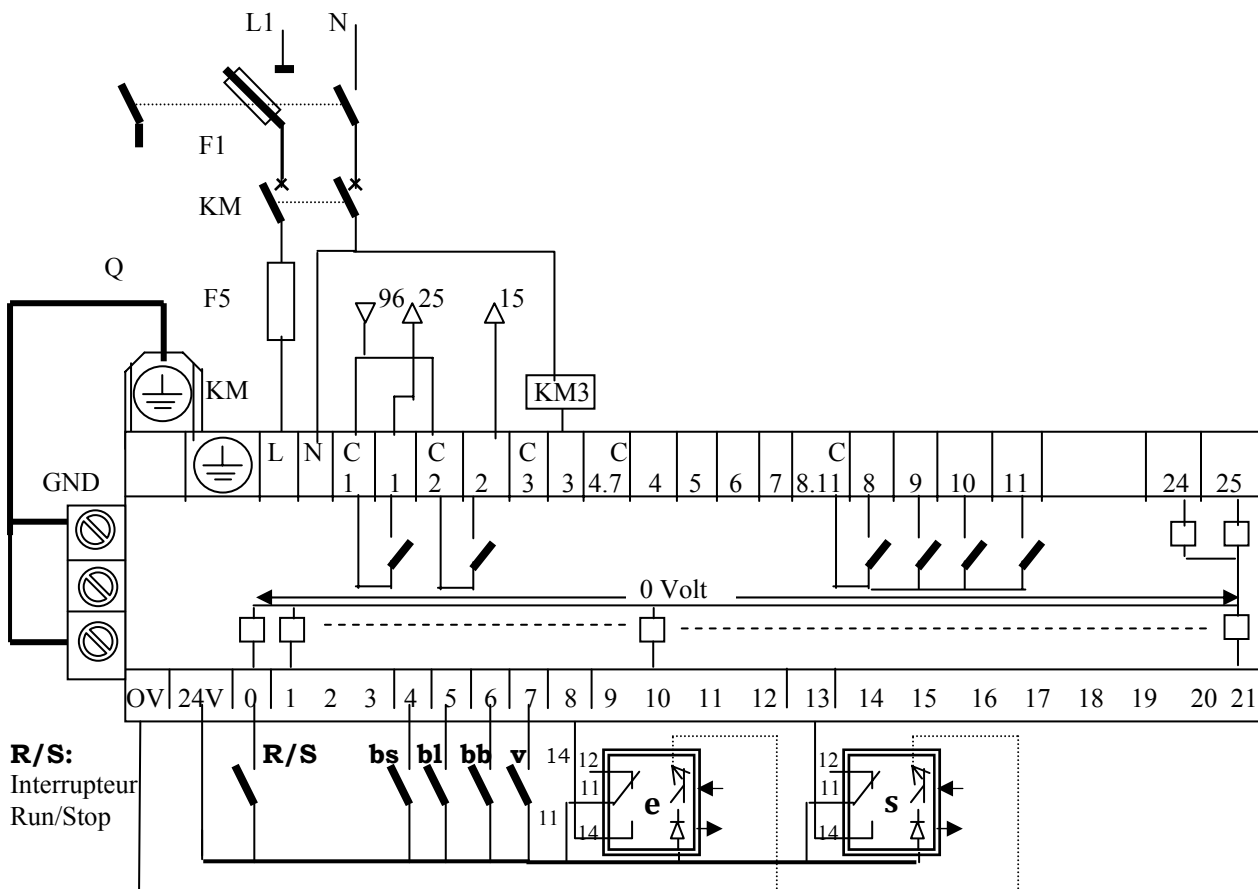 L1 N
F1
KM
Q F5 96 25 15
KM KM3
L N C C C C C
GND 1 1 2 2 3 3 4.7 4 5 6 7 8.11 8 9 10 11 24 25
0 Volt
OV 24V 0 1 2 3 4 5 6 7 8 9 10 11 12 13 14 15 16 17 18 19 20 21
R/S: R/S bs bl bb v 14 12 12
Interrupteur 11 e 11 s
Run/Stop 11 14 14